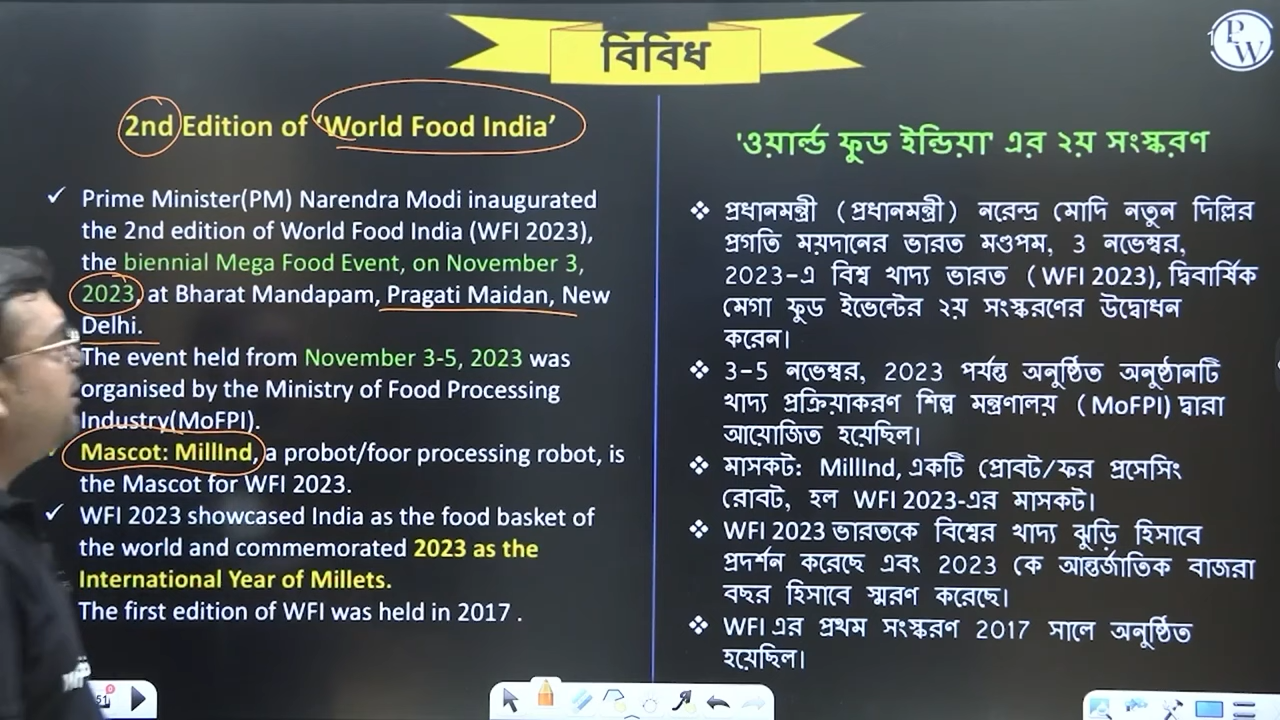 বিবিধ
PW
2nd Edition of ‘World Food India’
✓ Prime Minister(PM) Narendra Modi inaugurated
the 2nd edition of World Food India (WFI 2023),
the biennial Mega Food Event, on November 3,
2023, at Bharat Mandapam, Pragati Maidan, New
Delhi.
The event held from November 3-5, 2023 was
organised by the Ministry of Food Processing
Industry(MoFPI).
Mascot: MillInd, a probot/foor processing robot, is
the Mascot for WFI 2023.
✓ WFI 2023 showcased India as the food basket of
the world and commemorated 2023 as the
International Year of Millets.
The first edition of WFI was held in 2017 .
'ওয়ার্ল্ড ফুড ইন্ডিয়া' এর ২য় সংস্করণ
❖ প্রধানমন্ত্রী (প্রধানমন্ত্রী) নরেন্দ্র মোদি নতুন দিল্লির
প্রগতি ময়দানের ভারত মণ্ডপম, 3 নভেম্বর,
2023-এ বিশ্ব খাদ্য ভারত (WFI 2023), দ্বিবার্ষিক
মেগা ফুড ইভেন্টের ২য় সংস্করণের উদ্বোধন
করেন।
❖ 3-5 নভেম্বর, 2023 পর্যন্ত অনুষ্ঠিত অনুষ্ঠানটি
খাদ্য প্রক্রিয়াকরণ শিল্প মন্ত্রণালয় (MoFPI) দ্বারা
আয়োজিত হয়েছিল।
❖ মাসকট: MillInd, একটি প্রোবট/ফর প্রসেসিং
রোবট, হল WFI 2023-এর মাসকট।
❖ WFI 2023 ভারতকে বিশ্বের খাদ্য ঝুড়ি হিসাবে
প্রদর্শন করেছে এবং 2023 কে আন্তর্জাতিক বাজরা
বছর হিসাবে স্মরণ করেছে।
❖ WFI এর প্রথম সংস্করণ 2017 সালে অনুষ্ঠিত
হয়েছিল।